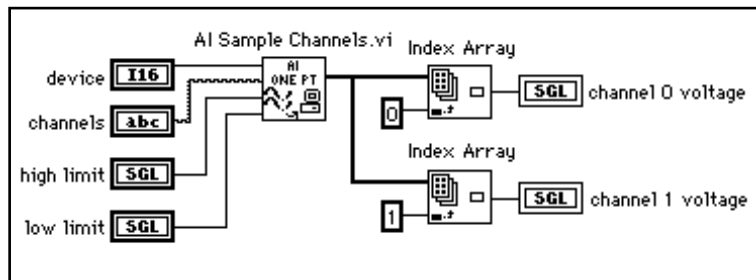 AI Sample Channels.vi
Index Array
device
I16
AI
ONE PT
SGL
channel 0 voltage
0
channels
abc
Index Array
high limit
SGL
SGL
channel 1 voltage
1
low limit
SGL